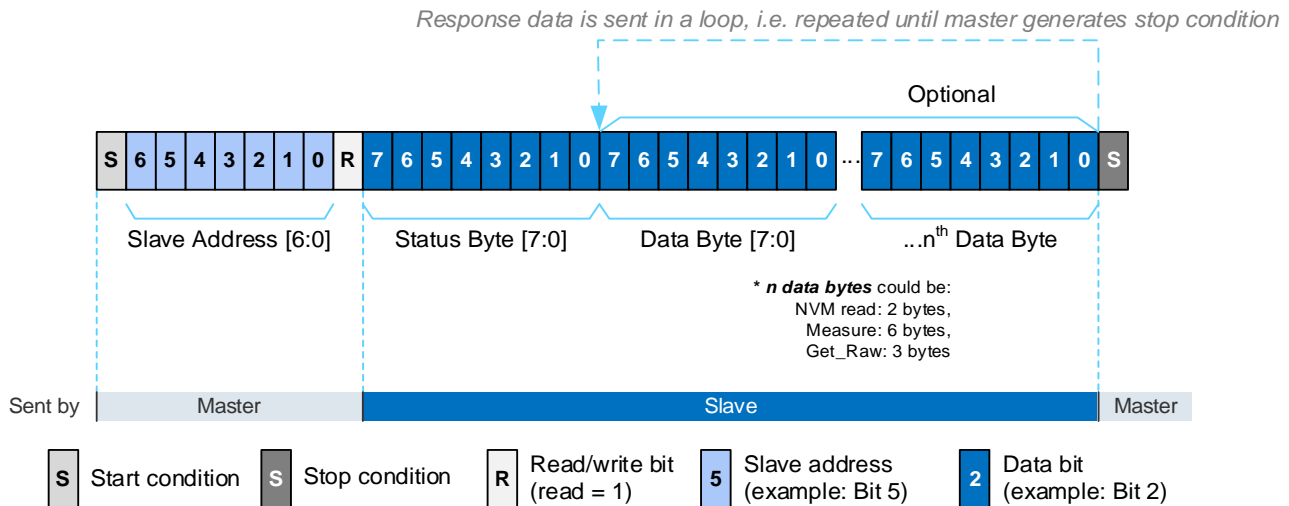 Response data is sent in a loop, i.e. repeated until master generates stop condition
Optional
S 6 5 4 3 2 1 0 R 7 6 5 4 3 2 1 0 7 6 5 4 3 2 1 0 ... 7 6 5 4 3 2 1 0 S
Slave Address [6:0] Status Byte [7:0] Data Byte [7:0] ...nth Data Byte
* n data bytes could be:
NVM read: 2 bytes,
Measure: 6 bytes,
Get_Raw: 3 bytes
Sent by Master Slave Master
S Start condition
S Stop condition
R Read/write bit
(read = 1)
5 Slave address
(example: Bit 5)
2 Data bit
(example: Bit 2)